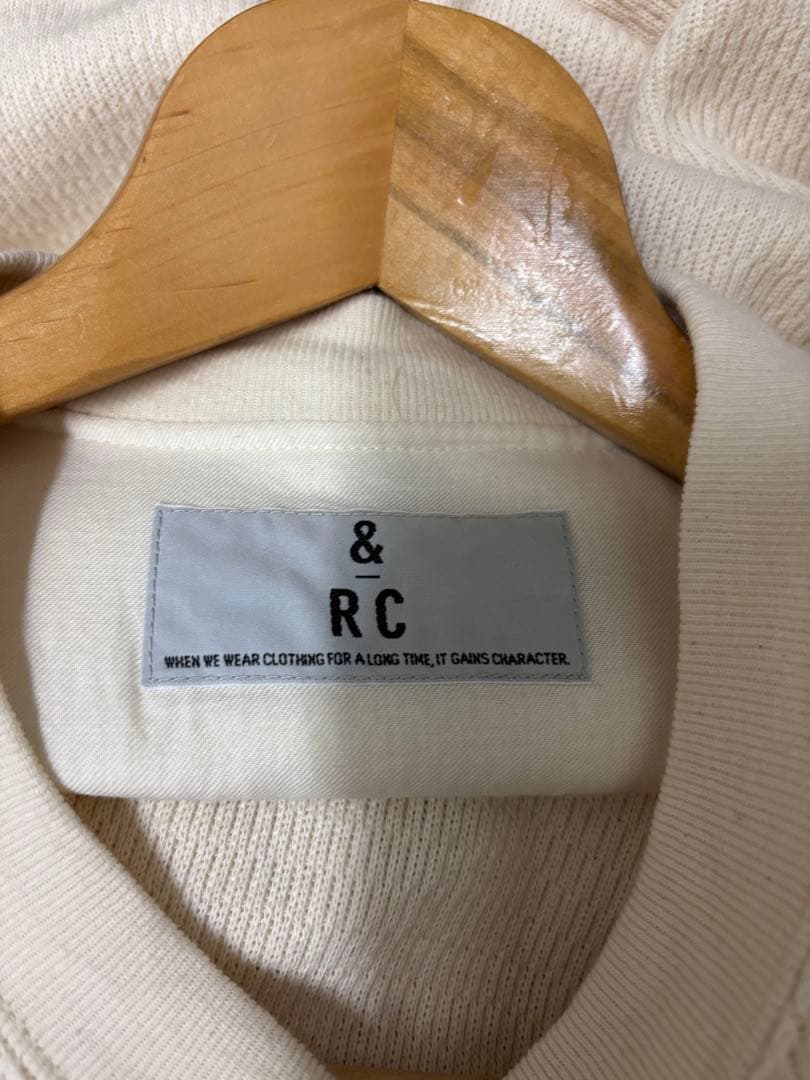 &
RC
WHEN WE WEAR CLOTHING FOR A LONG TIME, IT GAINS CHARACTER.